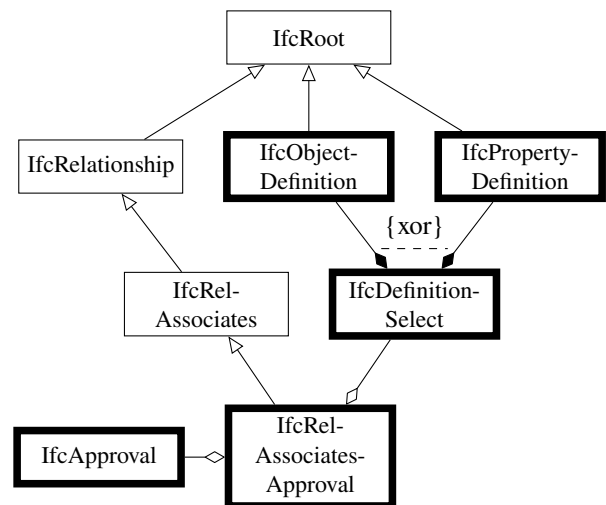 IfcRoot
IfcRelationship
IfcObject-
Definition
IfcProperty-
Definition
{xor}
IfcRel-
Associates
IfcDefinition-
Select
IfcApproval
IfcRel-
Associates-
Approval